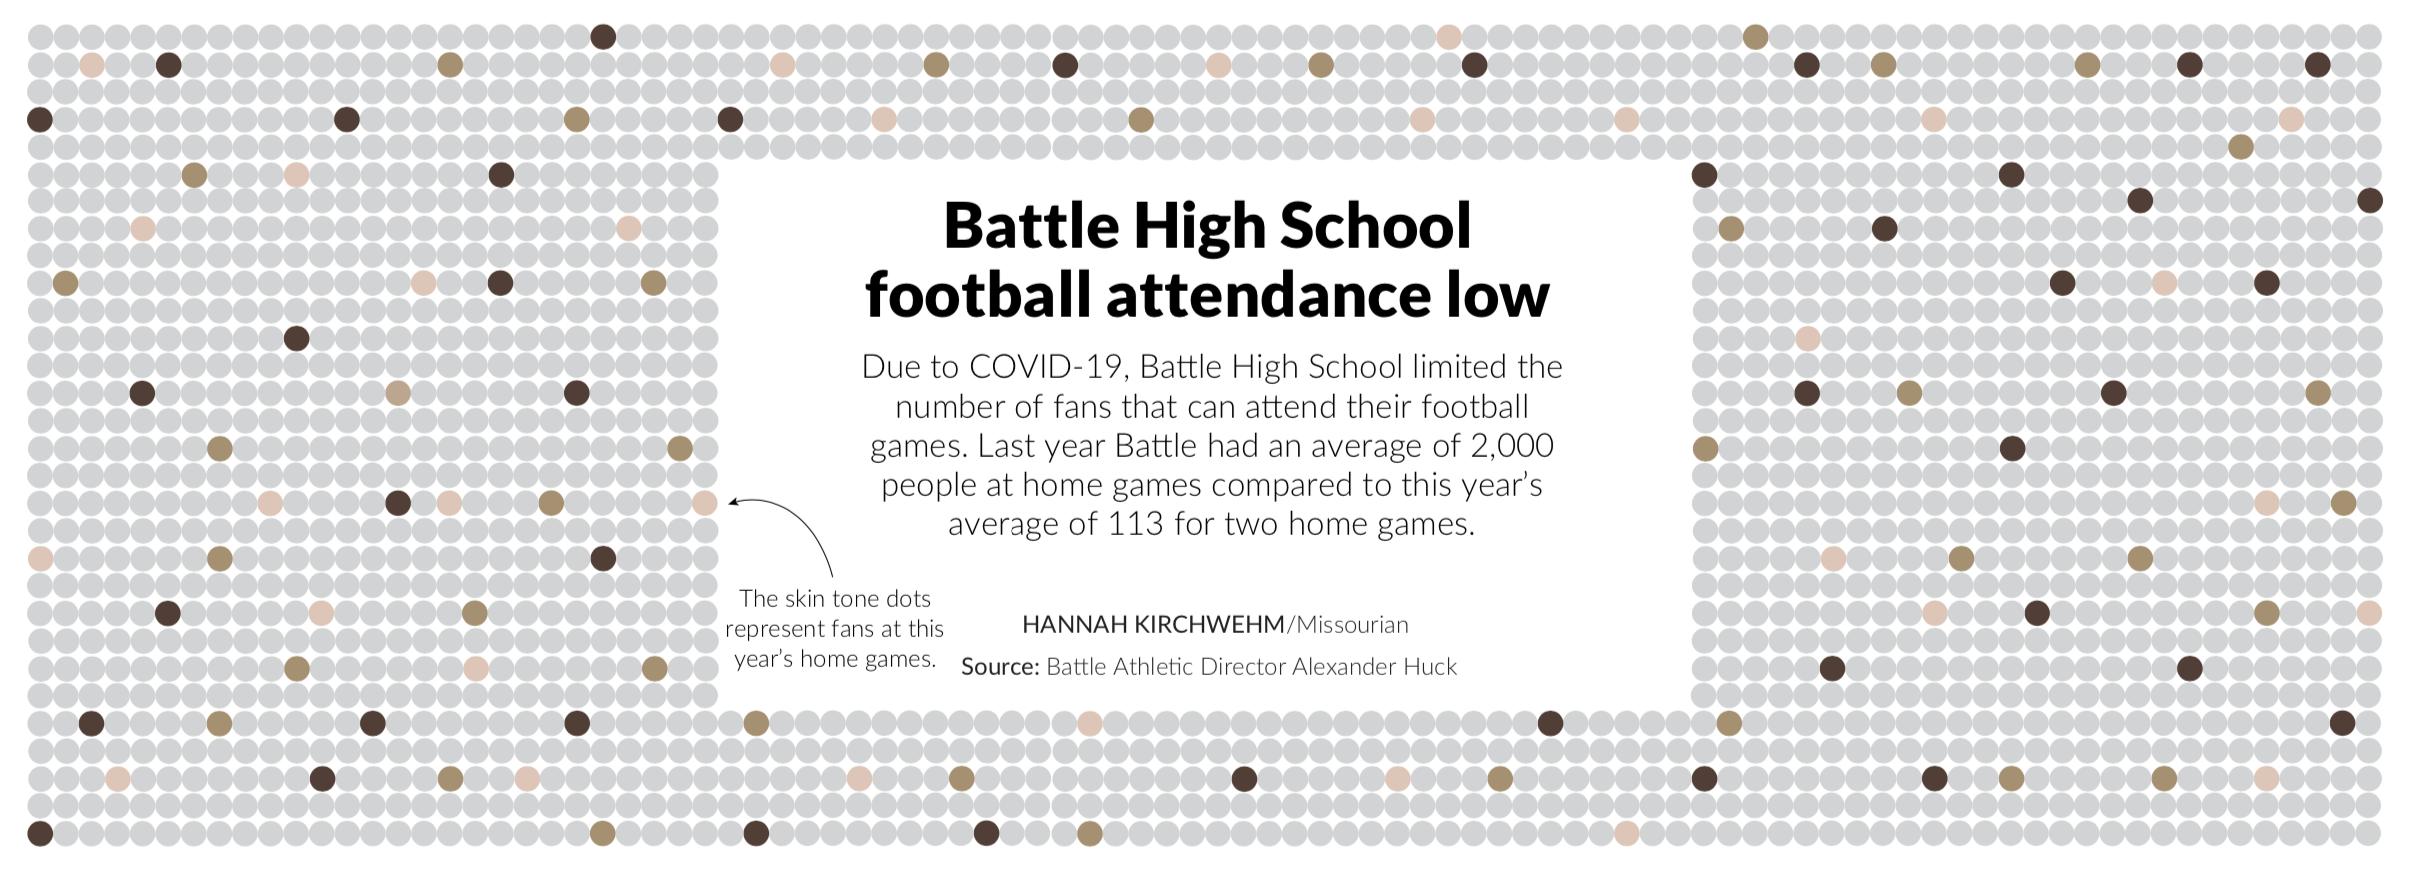 Battle High School
football attendance low
Due to COVID-19, Battle High School limited the
number of fans that can attend their football
games. Last year Battle had an average of 2,000
people at home games compared to this year’s
average of 113 for two home games.
The skin tone dots
represent fans at this
year’s home games.
HANNAH KIRCHWEHM/Missourian
Source: Battle Athletic Director Alexander Huck